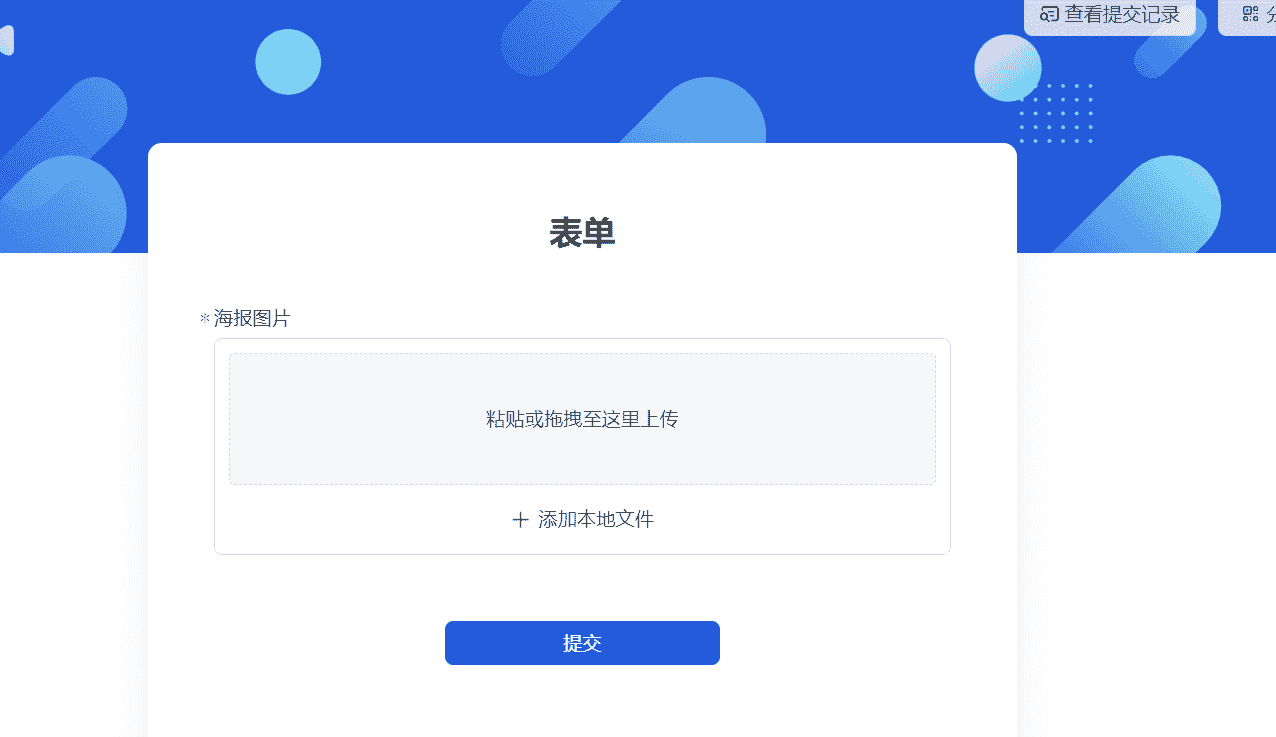 查看提交记录
表单
*海报图片
粘贴或拖拽至这里上传
+ 添加本地文件
提交